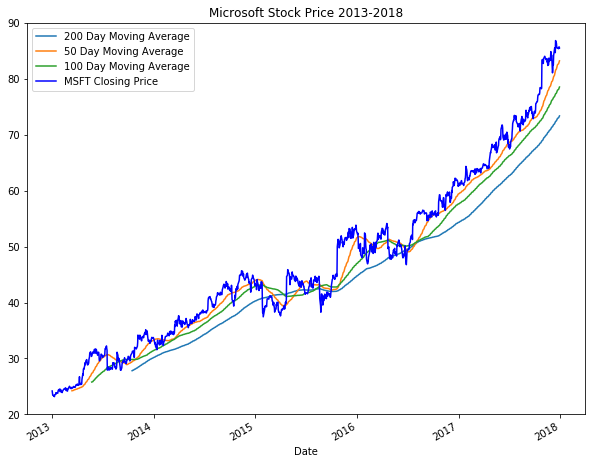 Microsoft Stock Price 2013-2018
200 Day Moving Average
50 Day Moving Average
100 Day Moving Average
MSFT Closing Price
90
80
70
60
50
40
30
20
2013
2014
2015
2016
2017
2018
Date